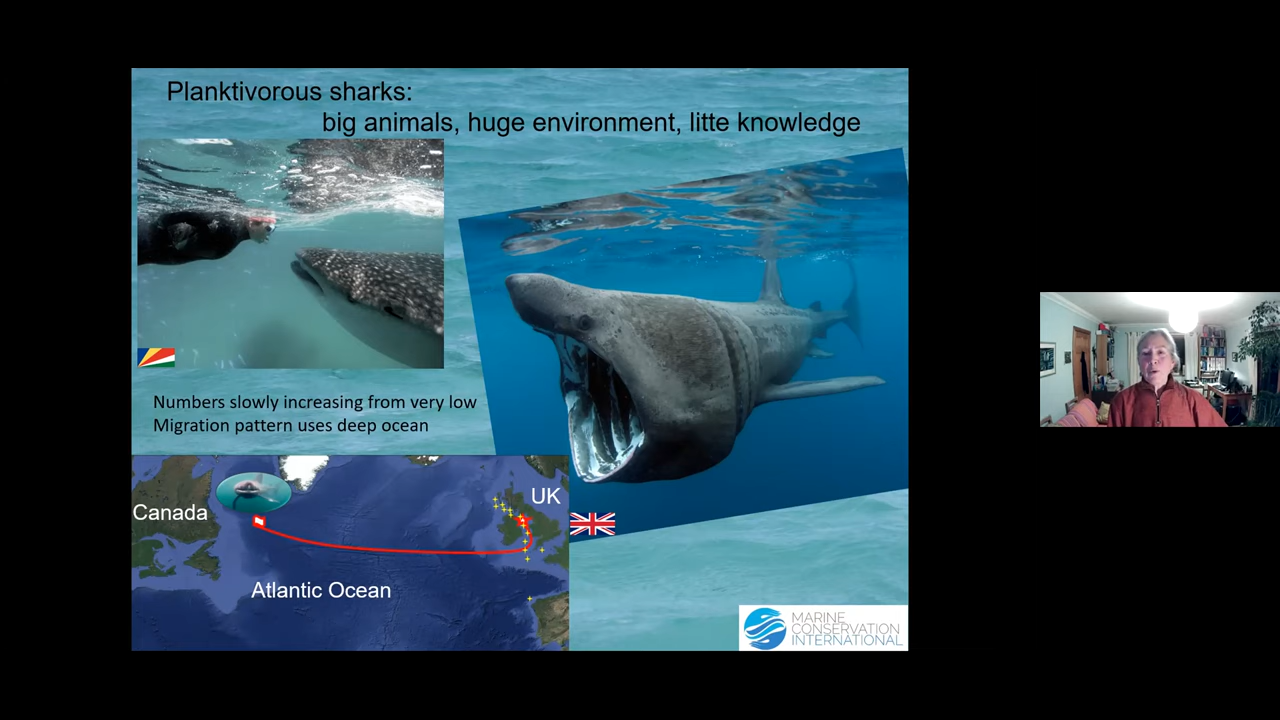 Planktivorous sharks:
big animals, huge environment, litte knowledge
Numbers slowly increasing from very low
Migration pattern uses deep ocean
Canada
UK
Atlantic Ocean
MARINE
CONSERVATION
INTERNATIONAL